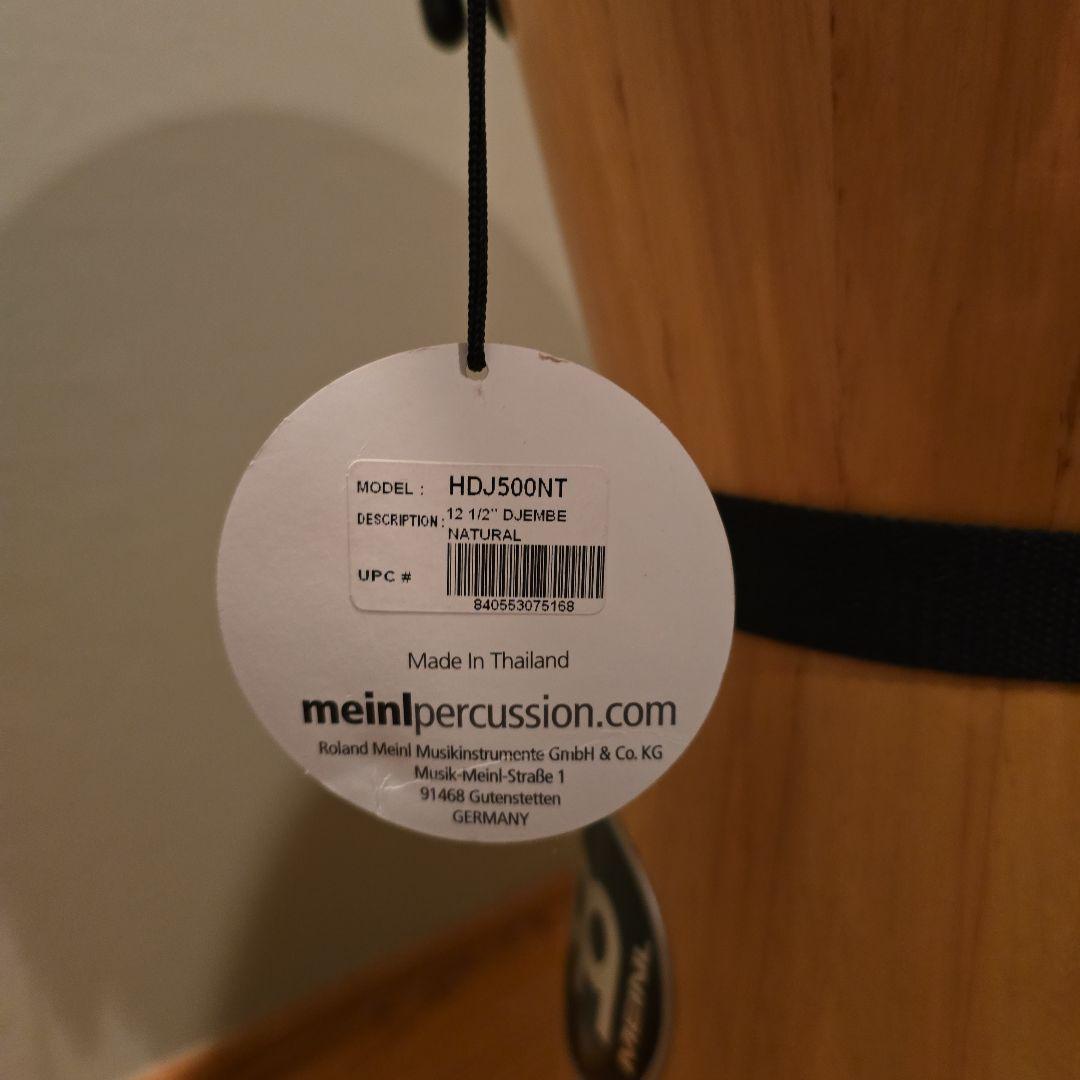 MODEL : HDJ500NT
DESCRIPTION : 12 1/2" DJEMBE
NATURAL
UPC #
840553075168
Made In Thailand
meinlpercussion.com
Roland Meinl Musikinstrumente GmbH & Co. KG
Musik-Meinl-Straße 1
91468 Gutenstetten
GERMANY
MEINL